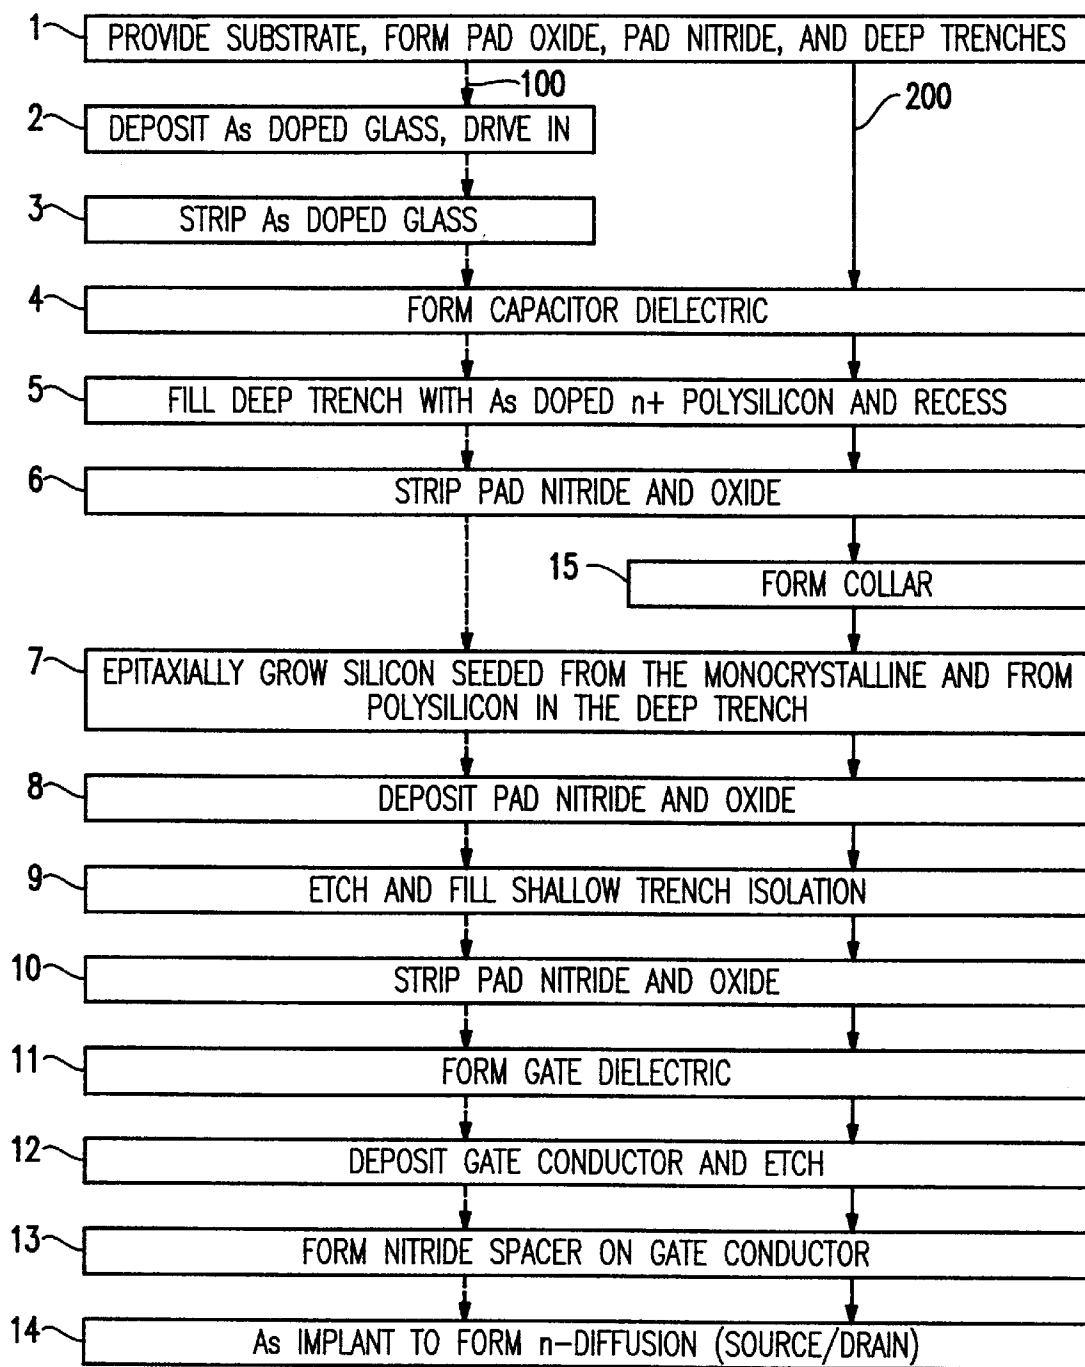 1 PROVIDE SUBSTRATE, FORM PAD OXIDE, PAD NITRIDE, AND DEEP TRENCHES
100
200
2 DEPOSIT As DOPED GLASS, DRIVE IN
3 STRIP As DOPED GLASS
4 FORM CAPACITOR DIELECTRIC
5 FILL DEEP TRENCH WITH As DOPED n+ POLYSILICON AND RECESS
6 STRIP PAD NITRIDE AND OXIDE
15 FORM COLLAR
7 EPITAXIALLY GROW SILICON SEEDED FROM THE MONOCRYSTALLINE AND FROM
POLYSILICON IN THE DEEP TRENCH
8 DEPOSIT PAD NITRIDE AND OXIDE
9 ETCH AND FILL SHALLOW TRENCH ISOLATION
10 STRIP PAD NITRIDE AND OXIDE
11 FORM GATE DIELECTRIC
12 DEPOSIT GATE CONDUCTOR AND ETCH
13 FORM NITRIDE SPACER ON GATE CONDUCTOR
14 As IMPLANT TO FORM n-DIFFUSION (SOURCE/DRAIN)